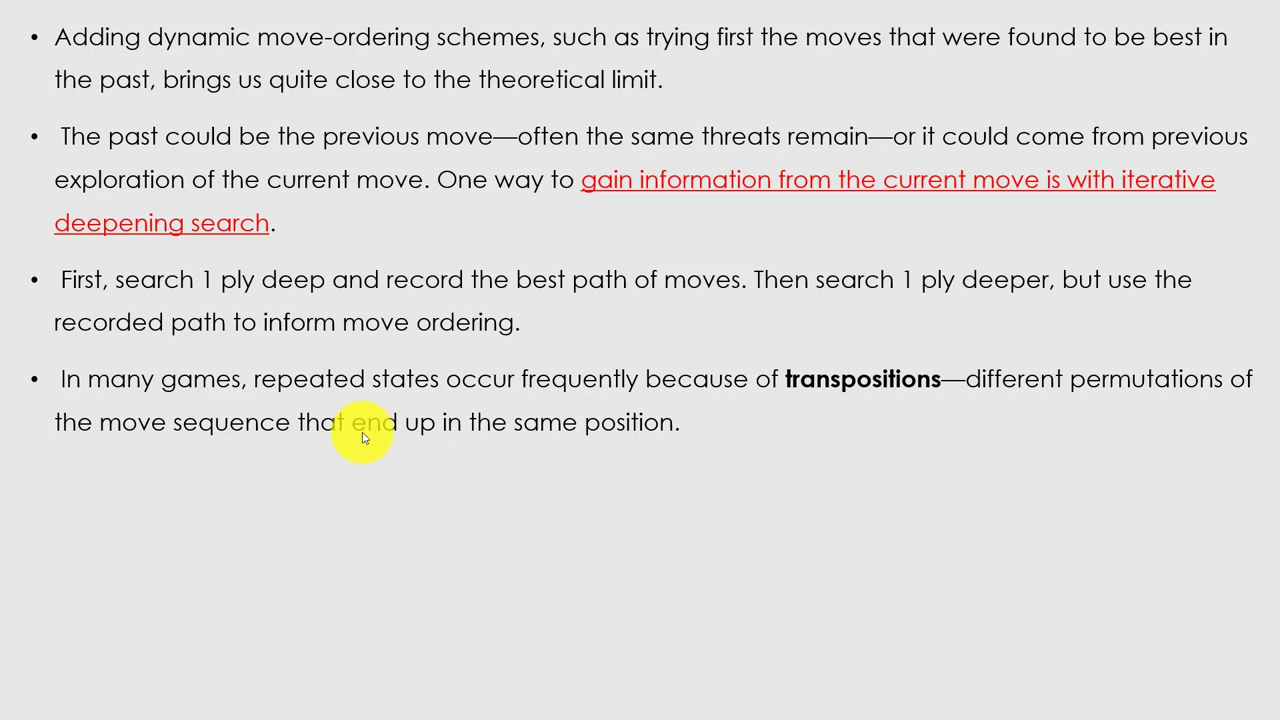 • Adding dynamic move-ordering schemes, such as trying first the moves that were found to be best in
the past, brings us quite close to the theoretical limit.
• The past could be the previous move—often the same threats remain—or it could come from previous
exploration of the current move. One way to gain information from the current move is with iterative
deepening search.
• First, search 1 ply deep and record the best path of moves. Then search 1 ply deeper, but use the
recorded path to inform move ordering.
• In many games, repeated states occur frequently because of transpositions—different permutations of
the move sequence that end up in the same position.